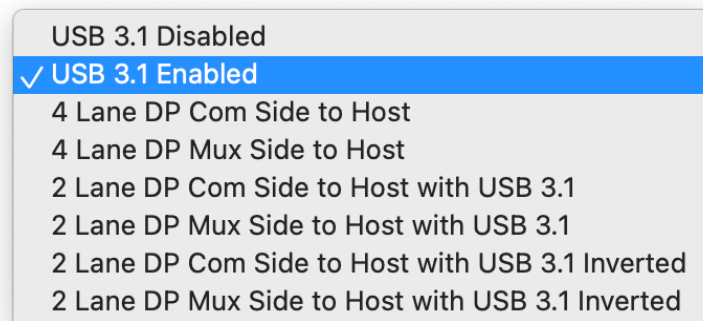 USB 3.1 Disabled
✓ USB 3.1 Enabled
4 Lane DP Com Side to Host
4 Lane DP Mux Side to Host
2 Lane DP Com Side to Host with USB 3.1
2 Lane DP Mux Side to Host with USB 3.1
2 Lane DP Com Side to Host with USB 3.1 Inverted
2 Lane DP Mux Side to Host with USB 3.1 Inverted